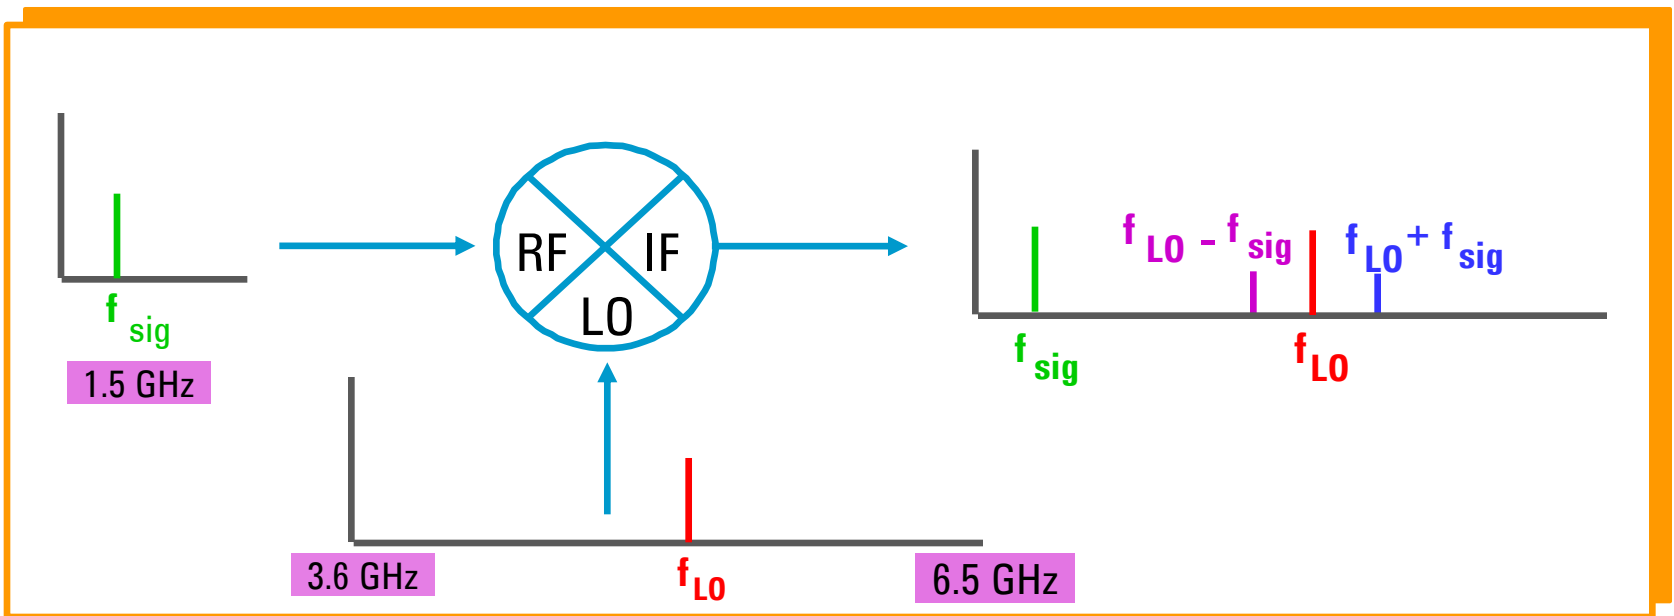 f sig
1.5 GHz
RF IF
LO
3.6 GHz
f LO
6.5 GHz
f LO - f sig
f LO + f sig
f sig
f LO